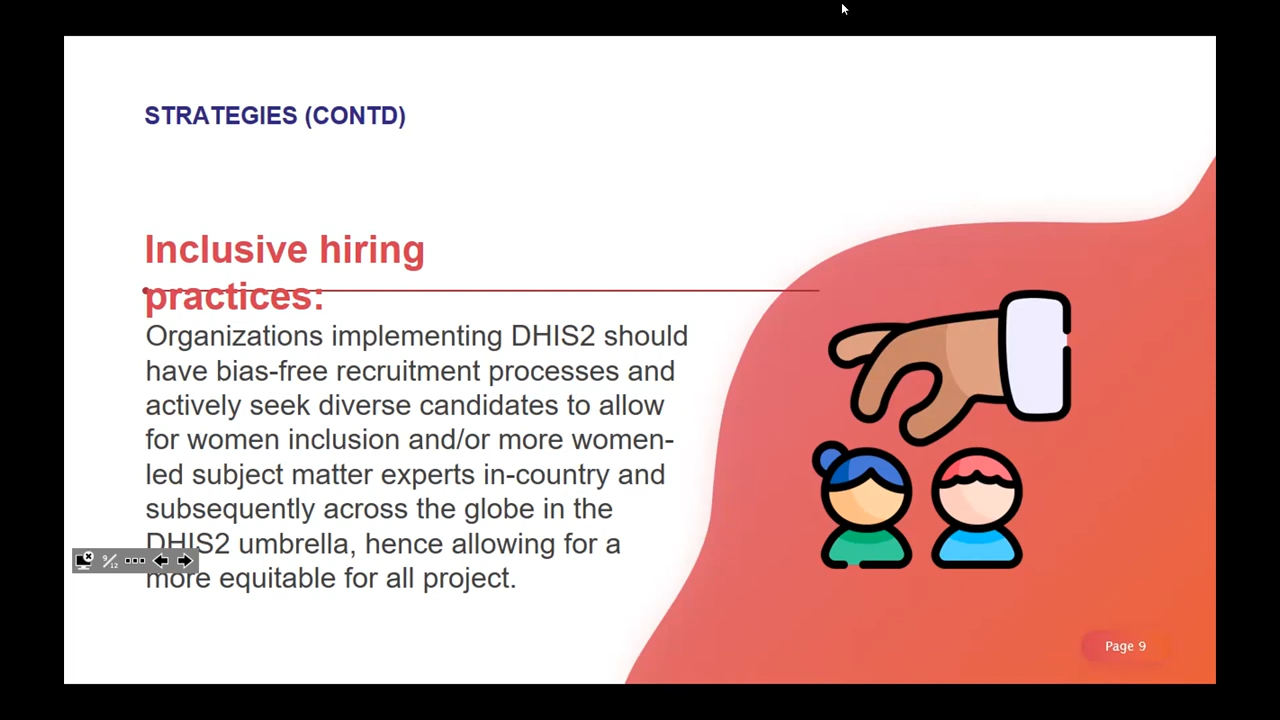 STRATEGIES (CONTD)
Inclusive hiring
practices:
Organizations implementing DHIS2 should
have bias-free recruitment processes and
actively seek diverse candidates to allow
for women inclusion and/or more women-
led subject matter experts in-country and
subsequently across the globe in the
DHIS2 umbrella, hence allowing for a
9/12
more equitable for all project.
Page 9